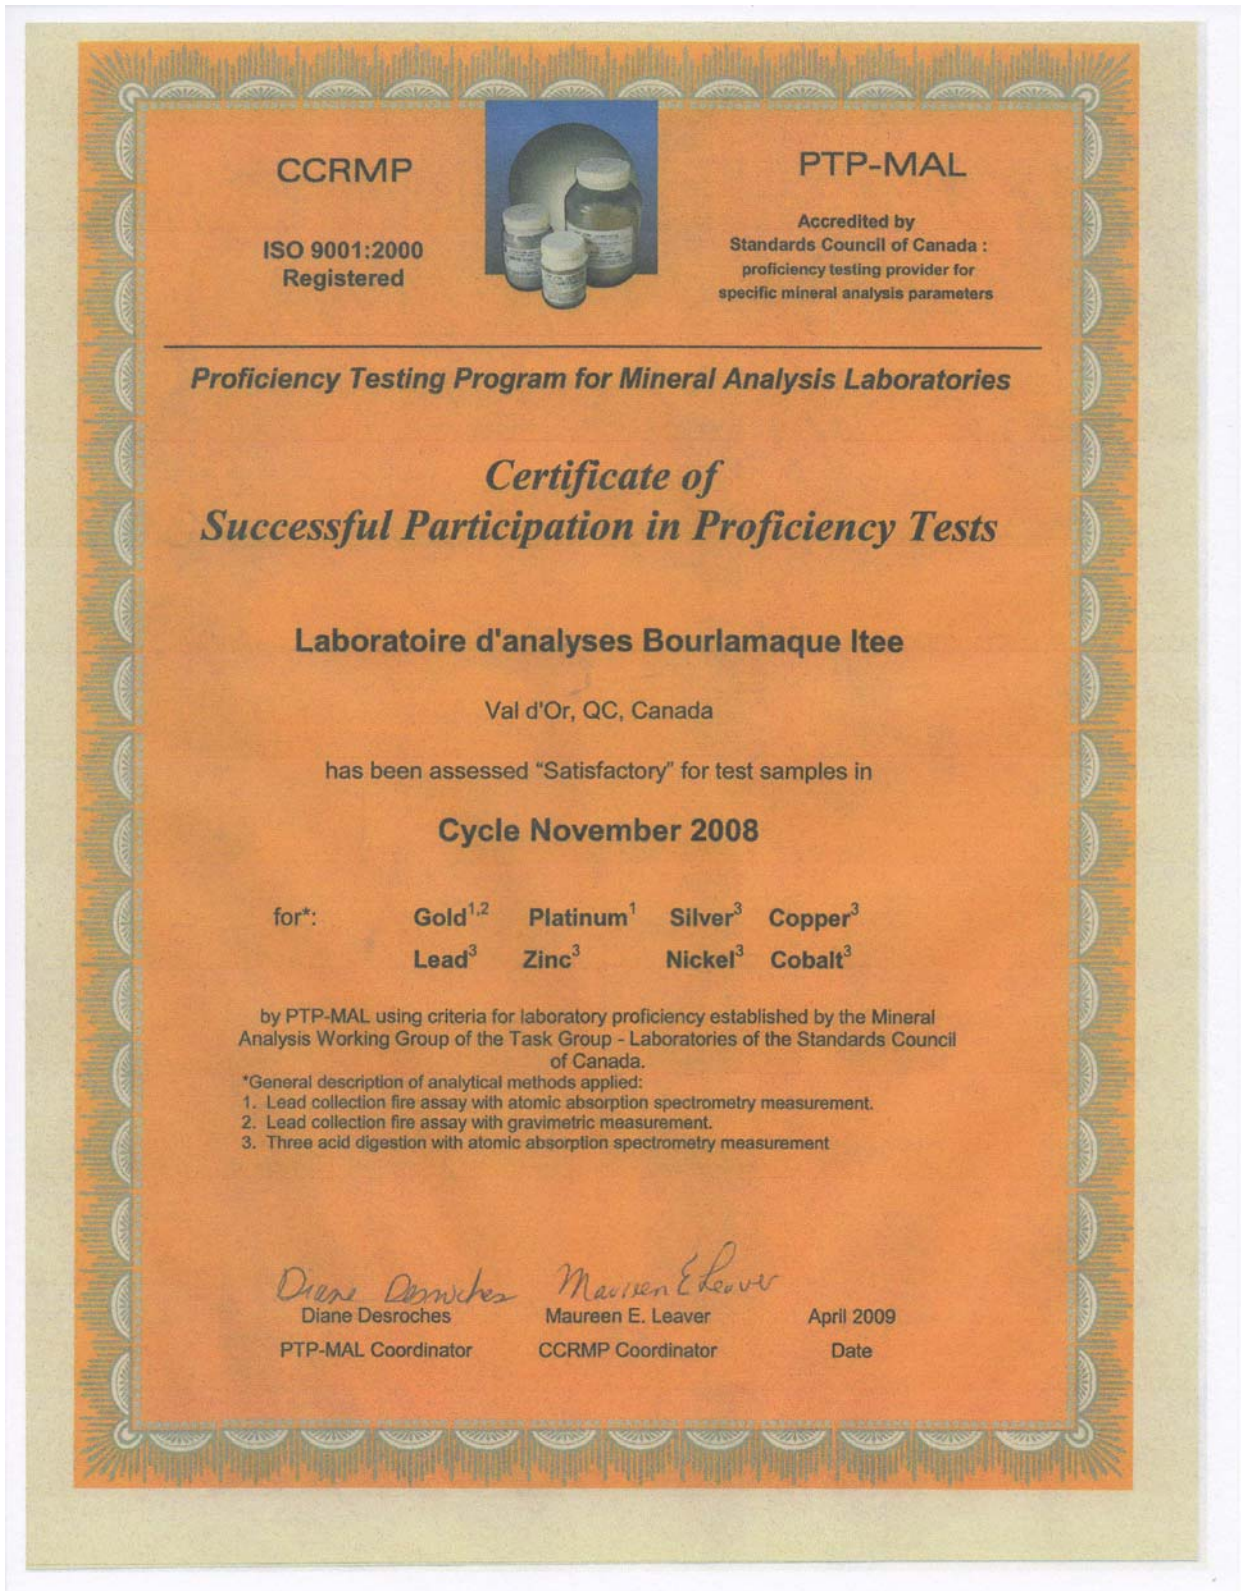 CCRMP
ISO 9001:2000
Registered
PTP-MAL
Accredited by
Standards Council of Canada :
proficiency testing provider for
specific mineral analysis parameters
Proficiency Testing Program for Mineral Analysis Laboratories
Certificate of
Successful Participation in Proficiency Tests
Laboratoire d'analyses Bourlamaque ltee
Val d'Or, QC, Canada
has been assessed “Satisfactory” for test samples in
Cycle November 2008
for*: Gold1,2 Platinum1 Silver3 Copper3
Lead3 Zinc3 Nickel3 Cobalt3
by PTP-MAL using criteria for laboratory proficiency established by the Mineral
Analysis Working Group of the Task Group - Laboratories of the Standards Council
of Canada.
*General description of analytical methods applied:
1. Lead collection fire assay with atomic absorption spectrometry measurement.
2. Lead collection fire assay with gravimetric measurement.
3. Three acid digestion with atomic absorption spectrometry measurement
Diane Desroches Maureen E Leaver
Diane Desroches Maureen E. Leaver April 2009
PTP-MAL Coordinator CCRMP Coordinator Date